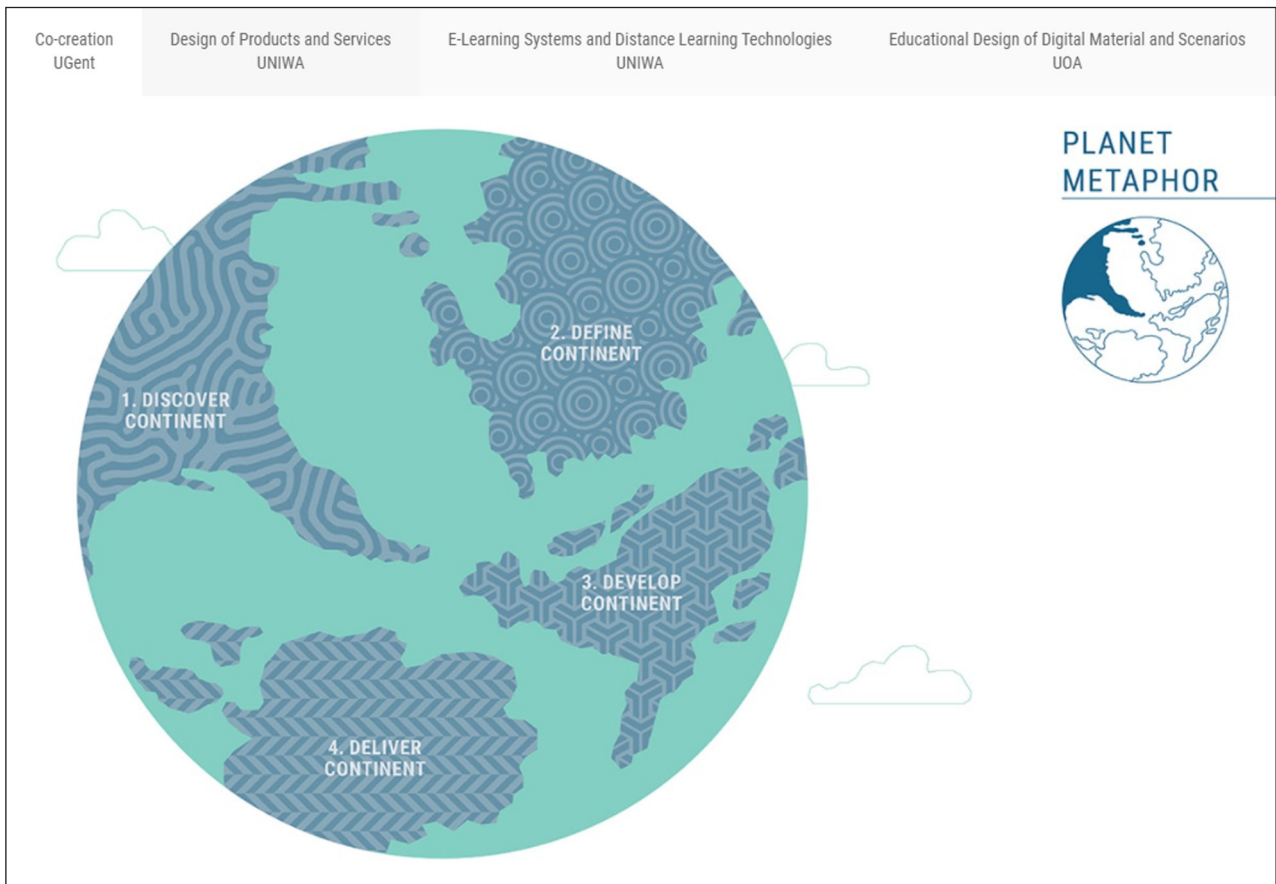 Co-creation
UGent
Design of Products and Services
UNIWA
E-Learning Systems and Distance Learning Technologies
UNIWA
Educational Design of Digital Material and Scenarios
UOA
PLANET
METAPHOR
1. DISCOVER
CONTINENT
2. DEFINE
CONTINENT
3. DEVELOP
CONTINENT
4. DELIVER
CONTINENT